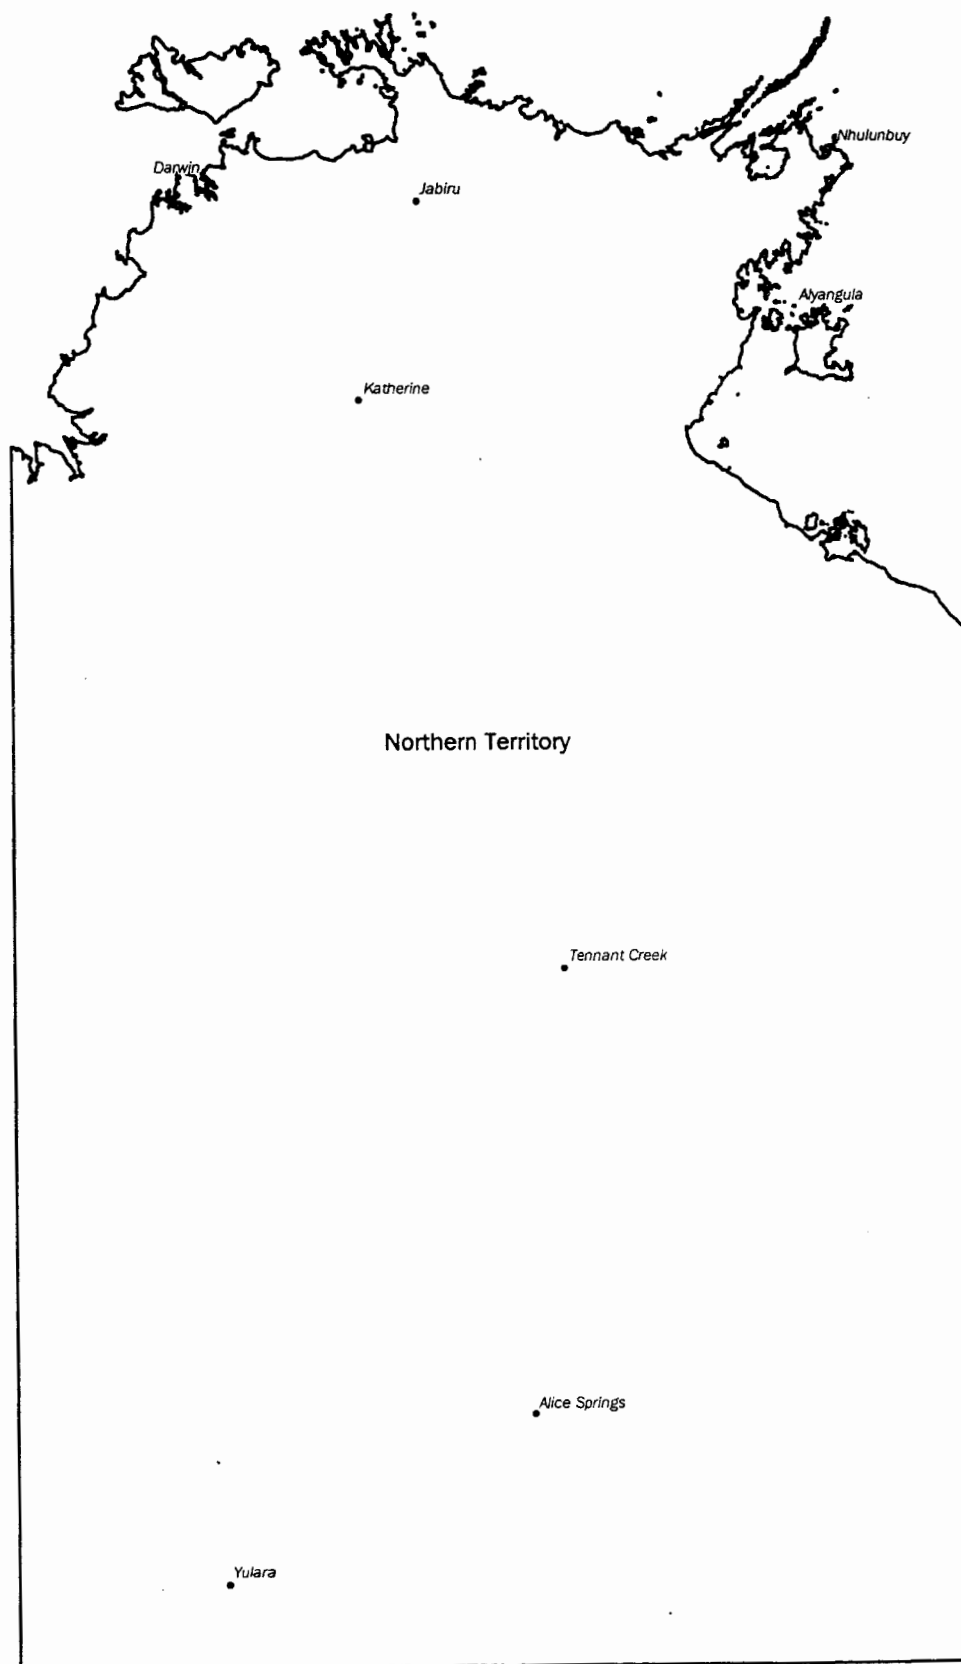 Nhulunbuy
Darwin
Jabiru
Alyangula
Katherine
Northern Territory
Tennant Creek
Alice Springs
Yulara